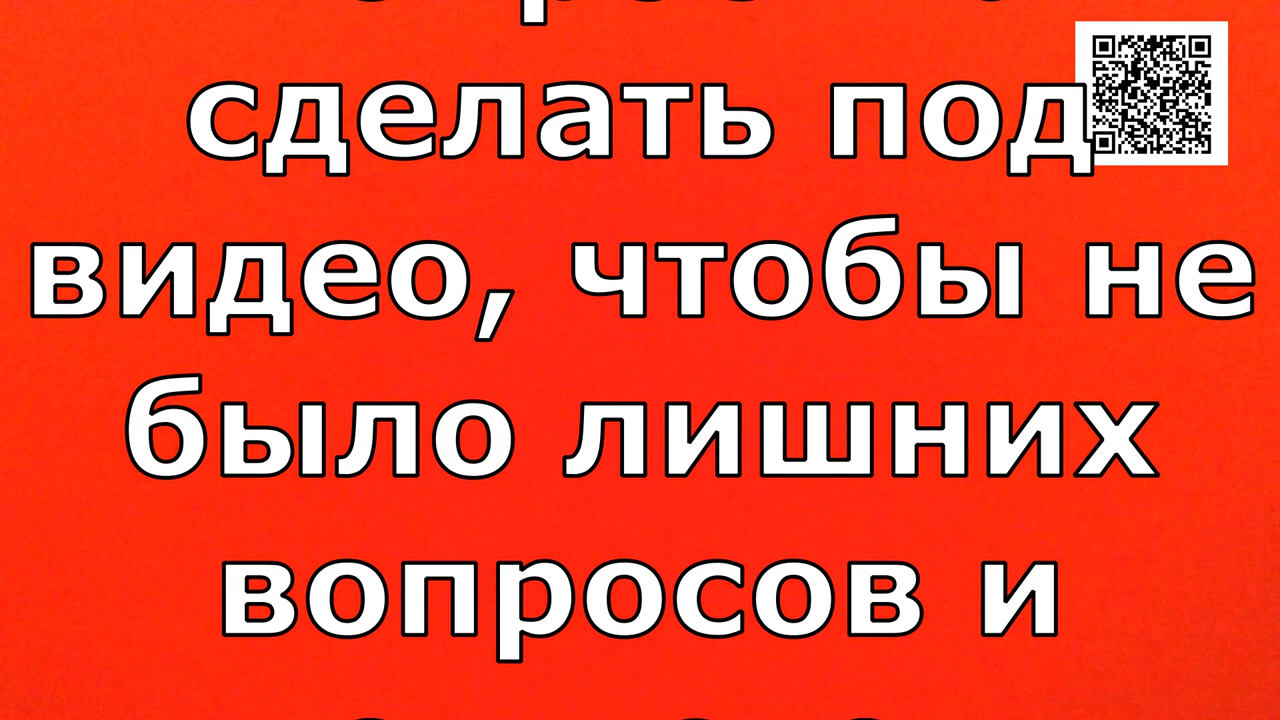 сделать под
видео, чтобы не
было лишних
вопросов и